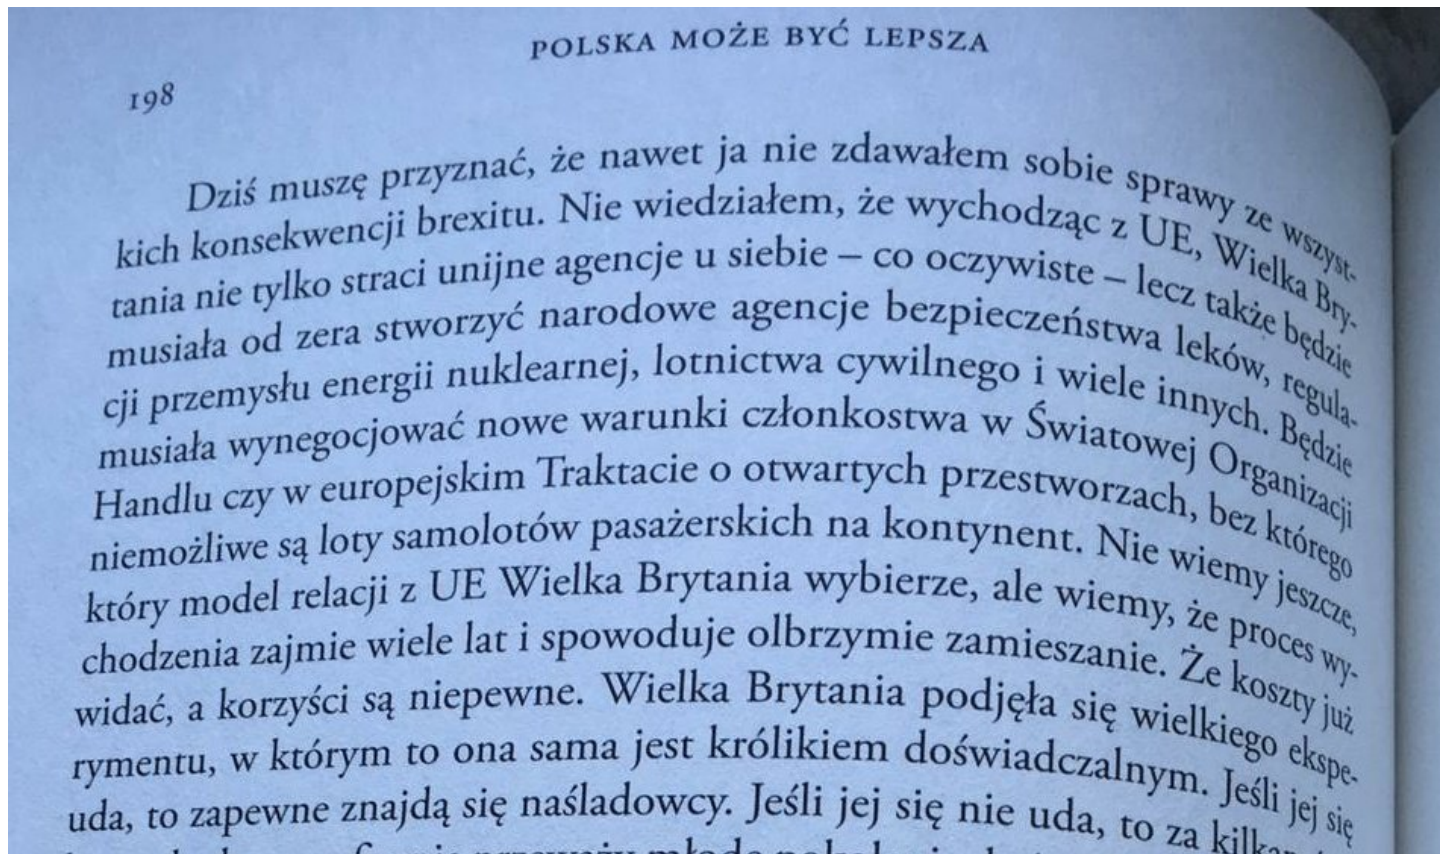 POLSKA MOŻE BYĆ LEPSZA
198
Dziś muszę przyznać, że nawet ja nie zdawałem sobie sprawy ze wszyst-
kich konsekwencji brexitu. Nie wiedziałem, że wychodząc z UE, Wielka Bry-
tania nie tylko straci unijne agencje u siebie – co oczywiste – lecz także będzie
musiała od zera stworzyć narodowe agencje bezpieczeństwa leków, regula-
cji przemysłu energii nuklearnej, lotnictwa cywilnego i wiele innych. Będzie
musiała wynegocjować nowe warunki członkostwa w Światowej Organizacji
Handlu czy w europejskim Traktacie o otwartych przestworzach, bez którego
niemożliwe są loty samolotów pasażerskich na kontynent. Nie wiemy jeszcze,
który model relacji z UE Wielka Brytania wybierze, ale wiemy, że proces wy-
chodzenia zajmie wiele lat i spowoduje olbrzymie zamieszanie. Że koszty już
widać, a korzyści są niepewne. Wielka Brytania podjęła się wielkiego ekspe-
rymentu, w którym to ona sama jest królikiem doświadczalnym. Jeśli jej się
uda, to zapewne znajdą się naśladowcy. Jeśli jej się nie uda, to za